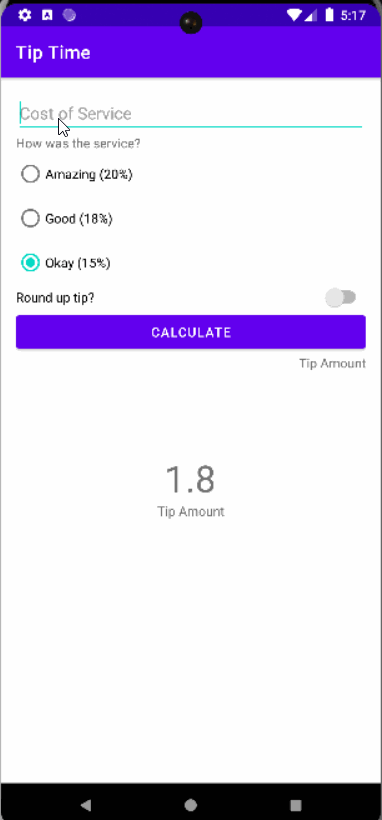 5:17
Tip Time
Cost of Service
How was the service?
Amazing (20%)
Good (18%)
Okay (15%)
Round up tip?
CALCULATE
Tip Amount
1.8
Tip Amount